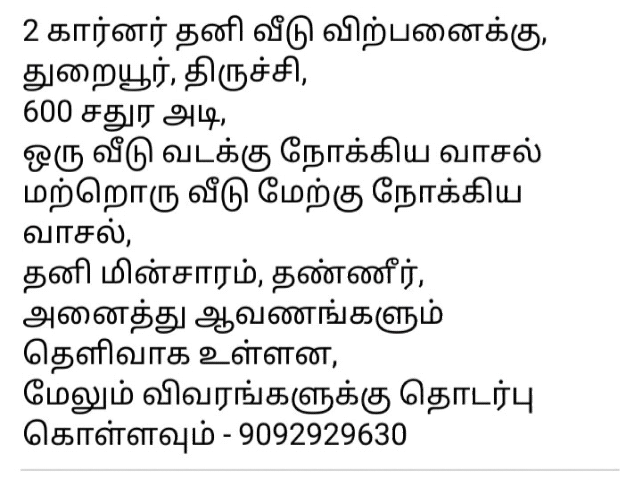 2 கார்னர் தனி வீடு விற்பனைக்கு,
துறையூர், திருச்சி,
600 சதுர அடி,
ஒரு வீடு வடக்கு நோக்கிய வாசல்
மற்றொரு வீடு மேற்கு நோக்கிய
வாசல்,
தனி மின்சாரம், தண்ணீர்,
அனைத்து ஆவணங்களும்
தெளிவாக உள்ளன,
மேலும் விவரங்களுக்கு தொடர்பு
கொள்ளவும் - 9092929630